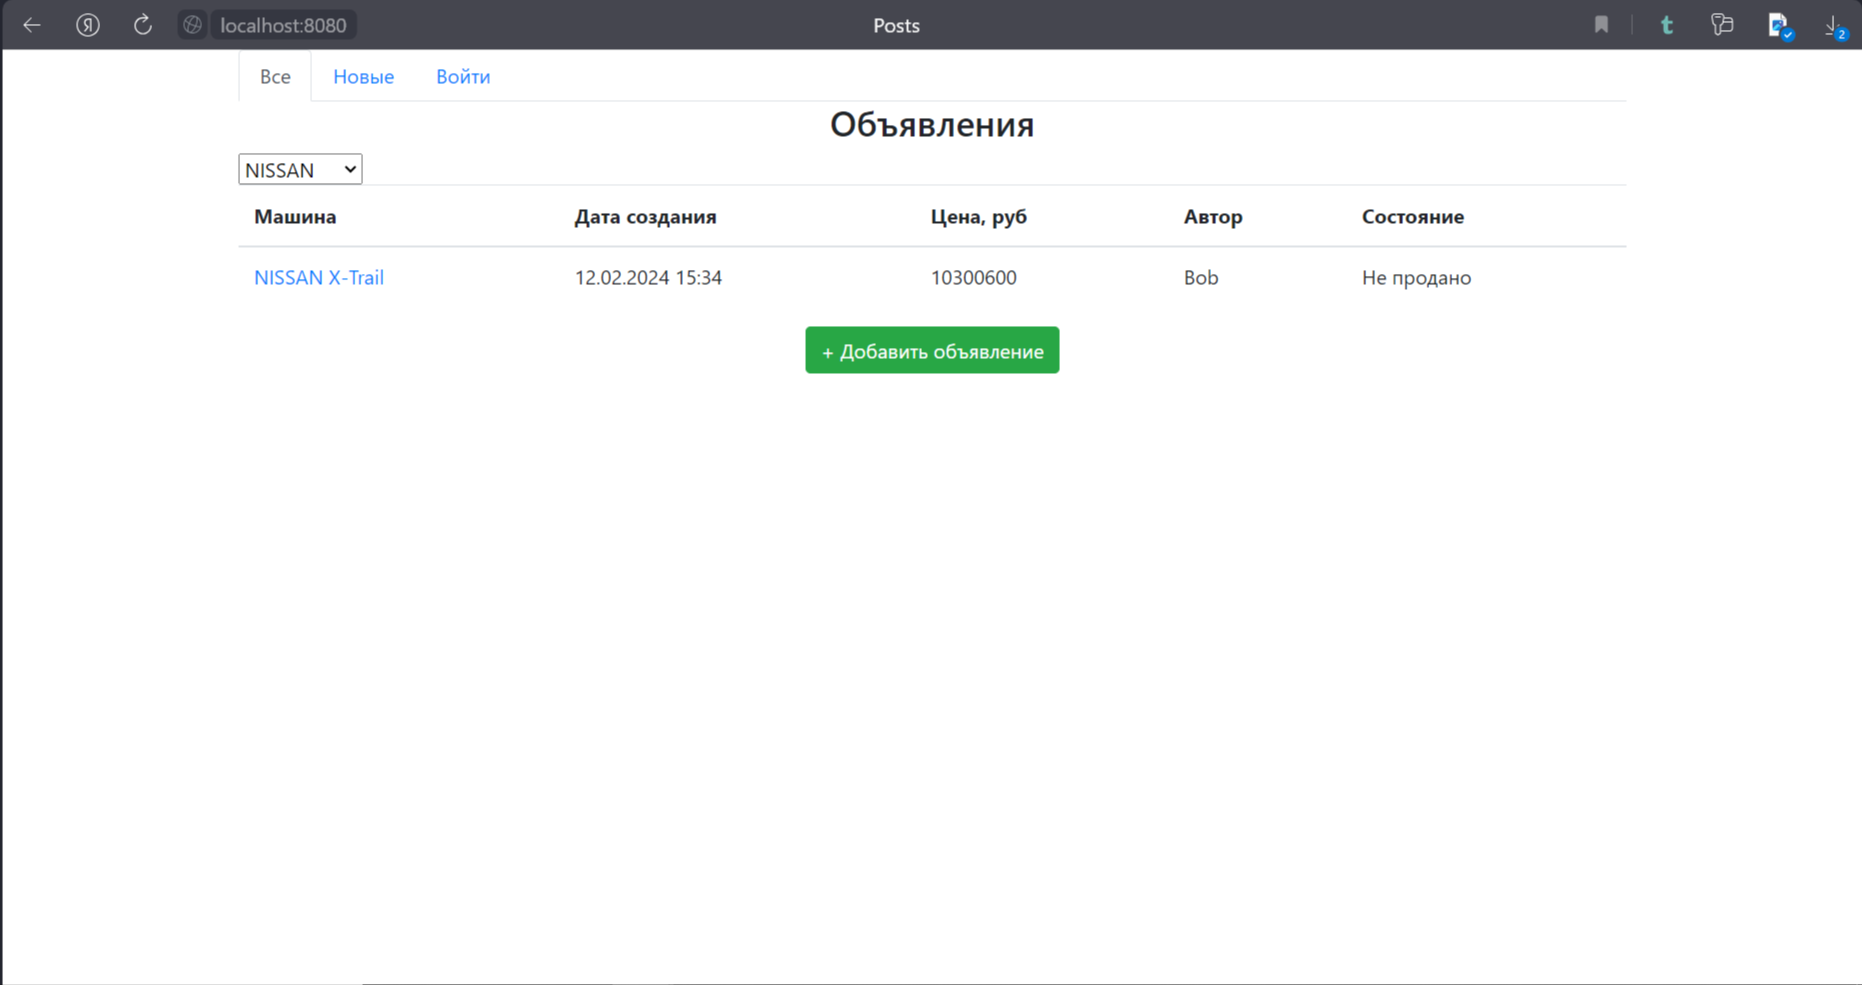 Я localhost:8080 Posts t 2
Все Новые Войти
Объявления
NISSAN
Машина Дата создания Цена, руб Автор Состояние
NISSAN X-Trail 12.02.2024 15:34 10300600 Bob Не продано
+ Добавить объявление